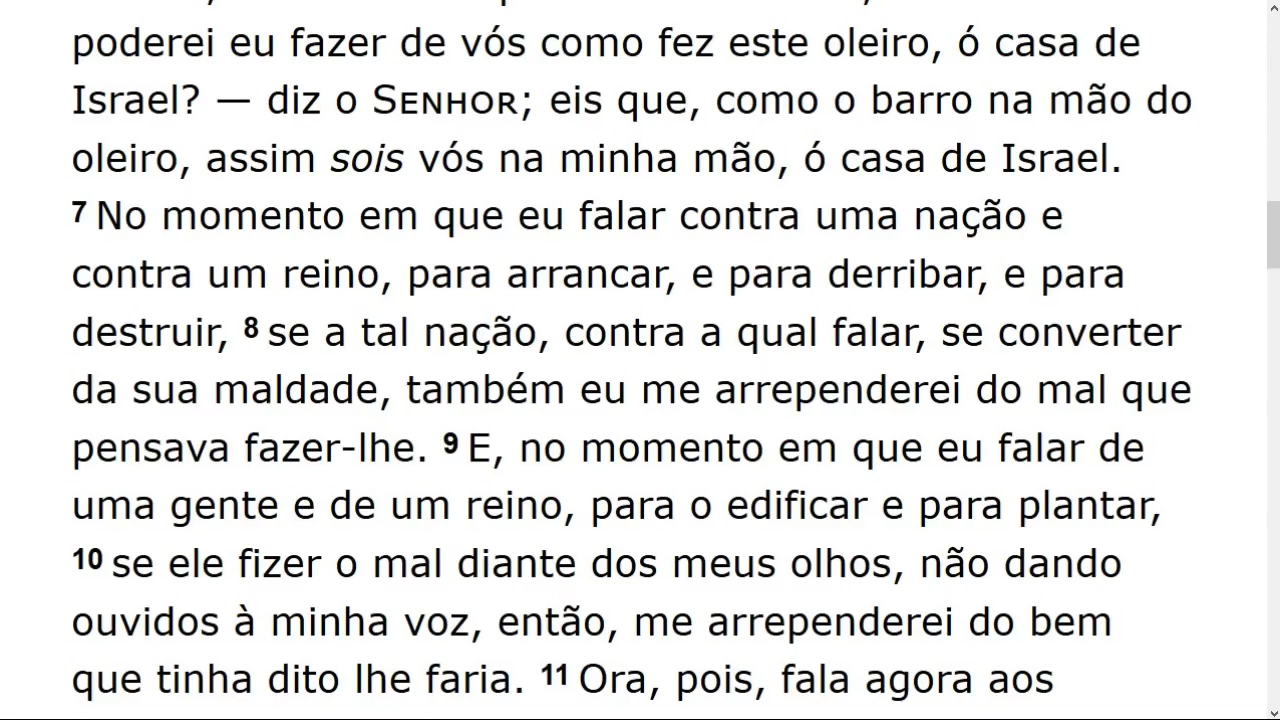 poderei eu fazer de vós como fez este oleiro, ó casa de
Israel? — diz o SENHOR; eis que, como o barro na mão do
oleiro, assim sois vós na minha mão, ó casa de Israel.
7 No momento em que eu falar contra uma nação e
contra um reino, para arrancar, e para derribar, e para
destruir, 8 se a tal nação, contra a qual falar, se converter
da sua maldade, também eu me arrependerei do mal que
pensava fazer-lhe. 9 E, no momento em que eu falar de
uma gente e de um reino, para o edificar e para plantar,
10 se ele fizer o mal diante dos meus olhos, não dando
ouvidos à minha voz, então, me arrependerei do bem
que tinha dito lhe faria. 11 Ora, pois, fala agora aos